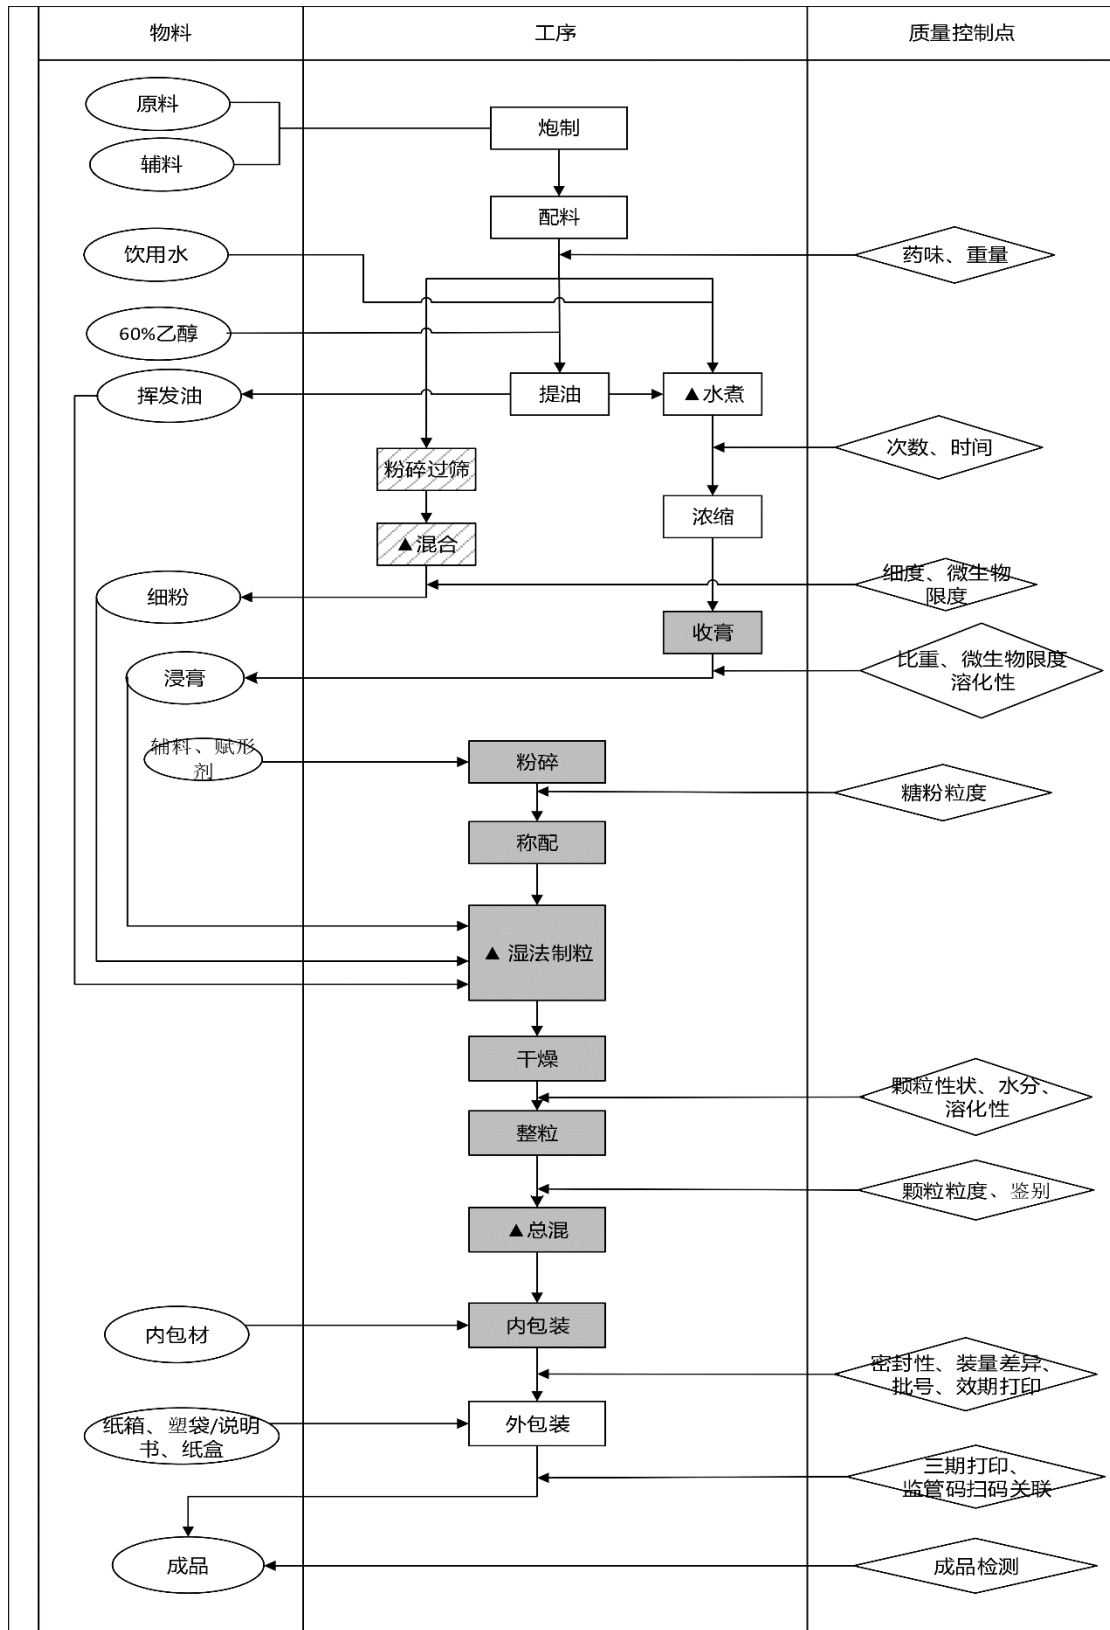 物料
工序
质量控制点
原料
炮制
辅料
配料
饮用水
药味、重量
60%乙醇
挥发油
提油
▲水煮
次数、时间
粉碎过筛
浓缩
▲混合
细粉
细度、微生物
限度
收膏
浸膏
比重、微生物限度
溶化性
辅料、赋形
剂
粉碎
糖粉粒度
称配
▲ 湿法制粒
干燥
颗粒性状、水分、
溶化性
整粒
颗粒粒度、鉴别
▲总混
内包材
内包装
密封性、装量差异、
批号、效期打印
纸箱、塑袋/说明
书、纸盒
外包装
三期打印、
监管码扫码关联
成品
成品检测